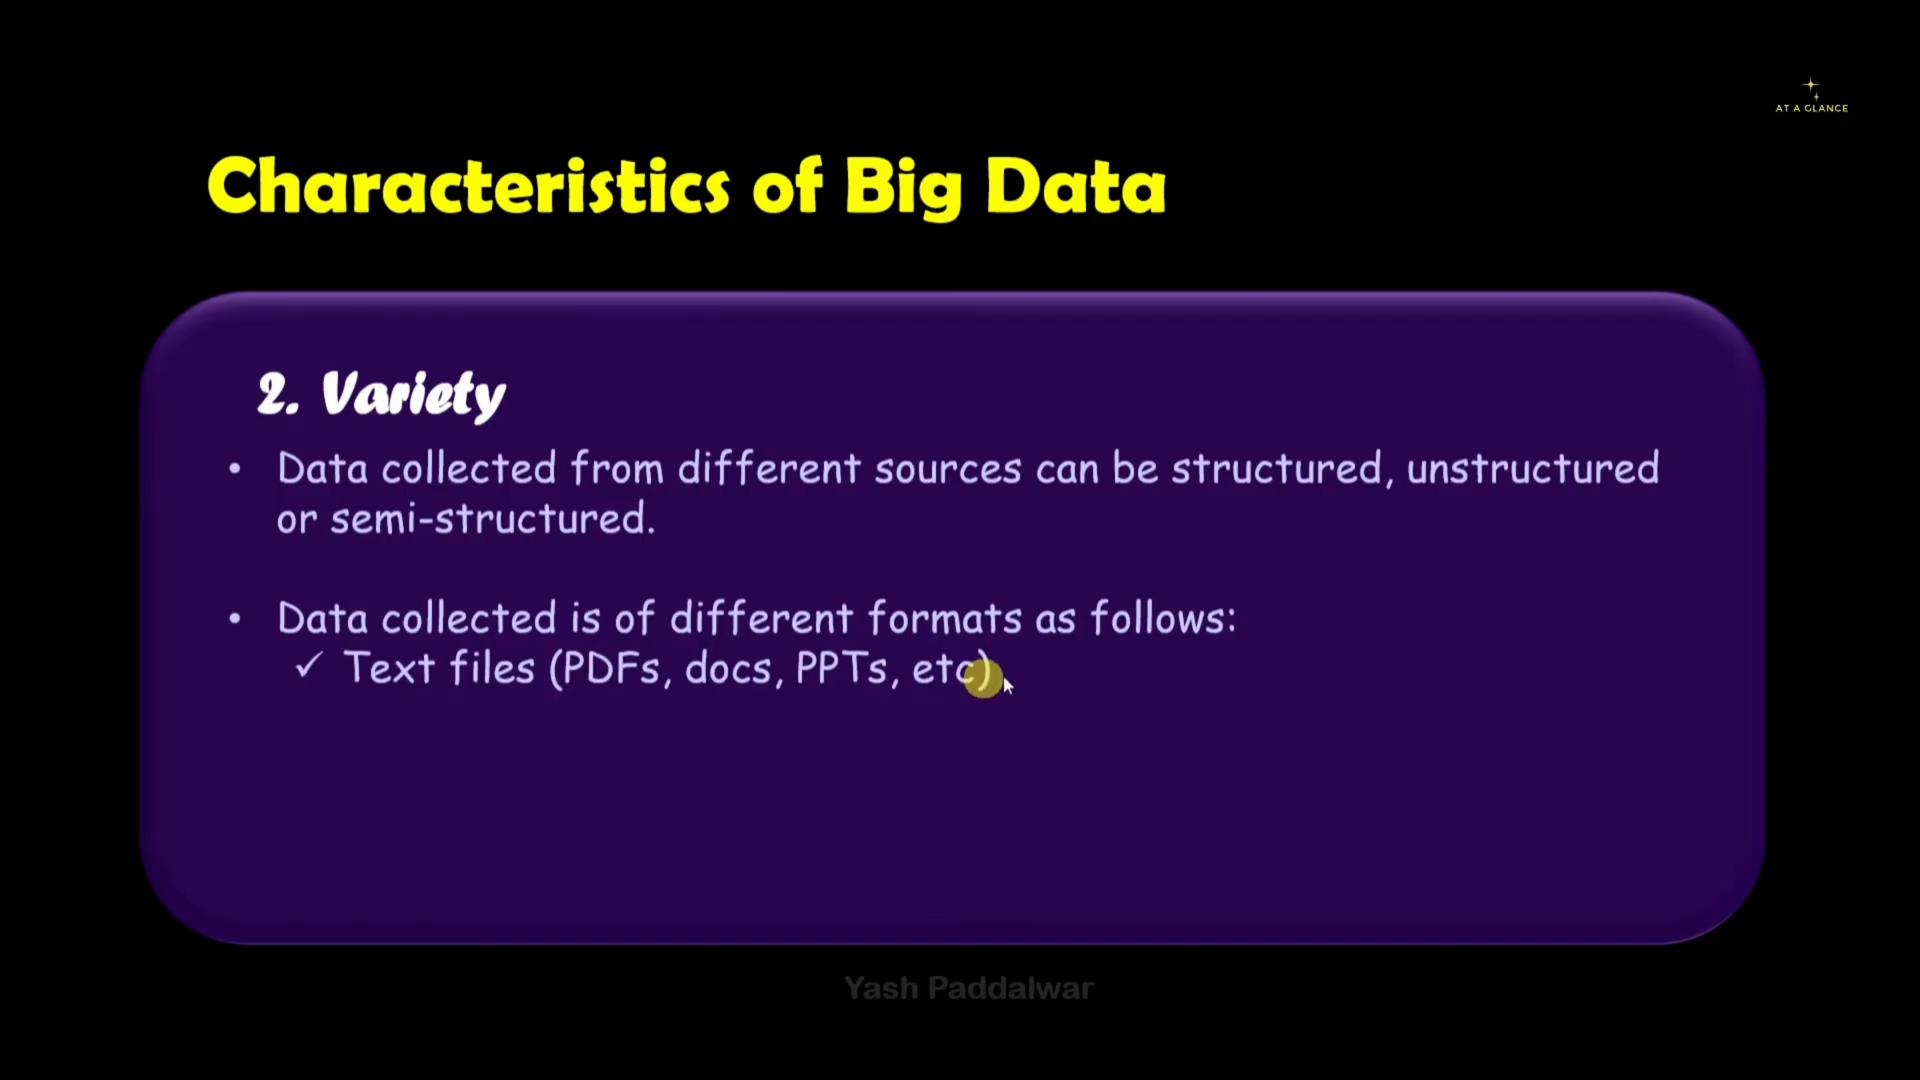 AT A GLANCE
Characteristics of Big Data
2. Variety
• Data collected from different sources can be structured, unstructured
or semi-structured.
• Data collected is of different formats as follows:
✓ Text files (PDFs, docs, PPTs, etc)
Yash Paddalwar